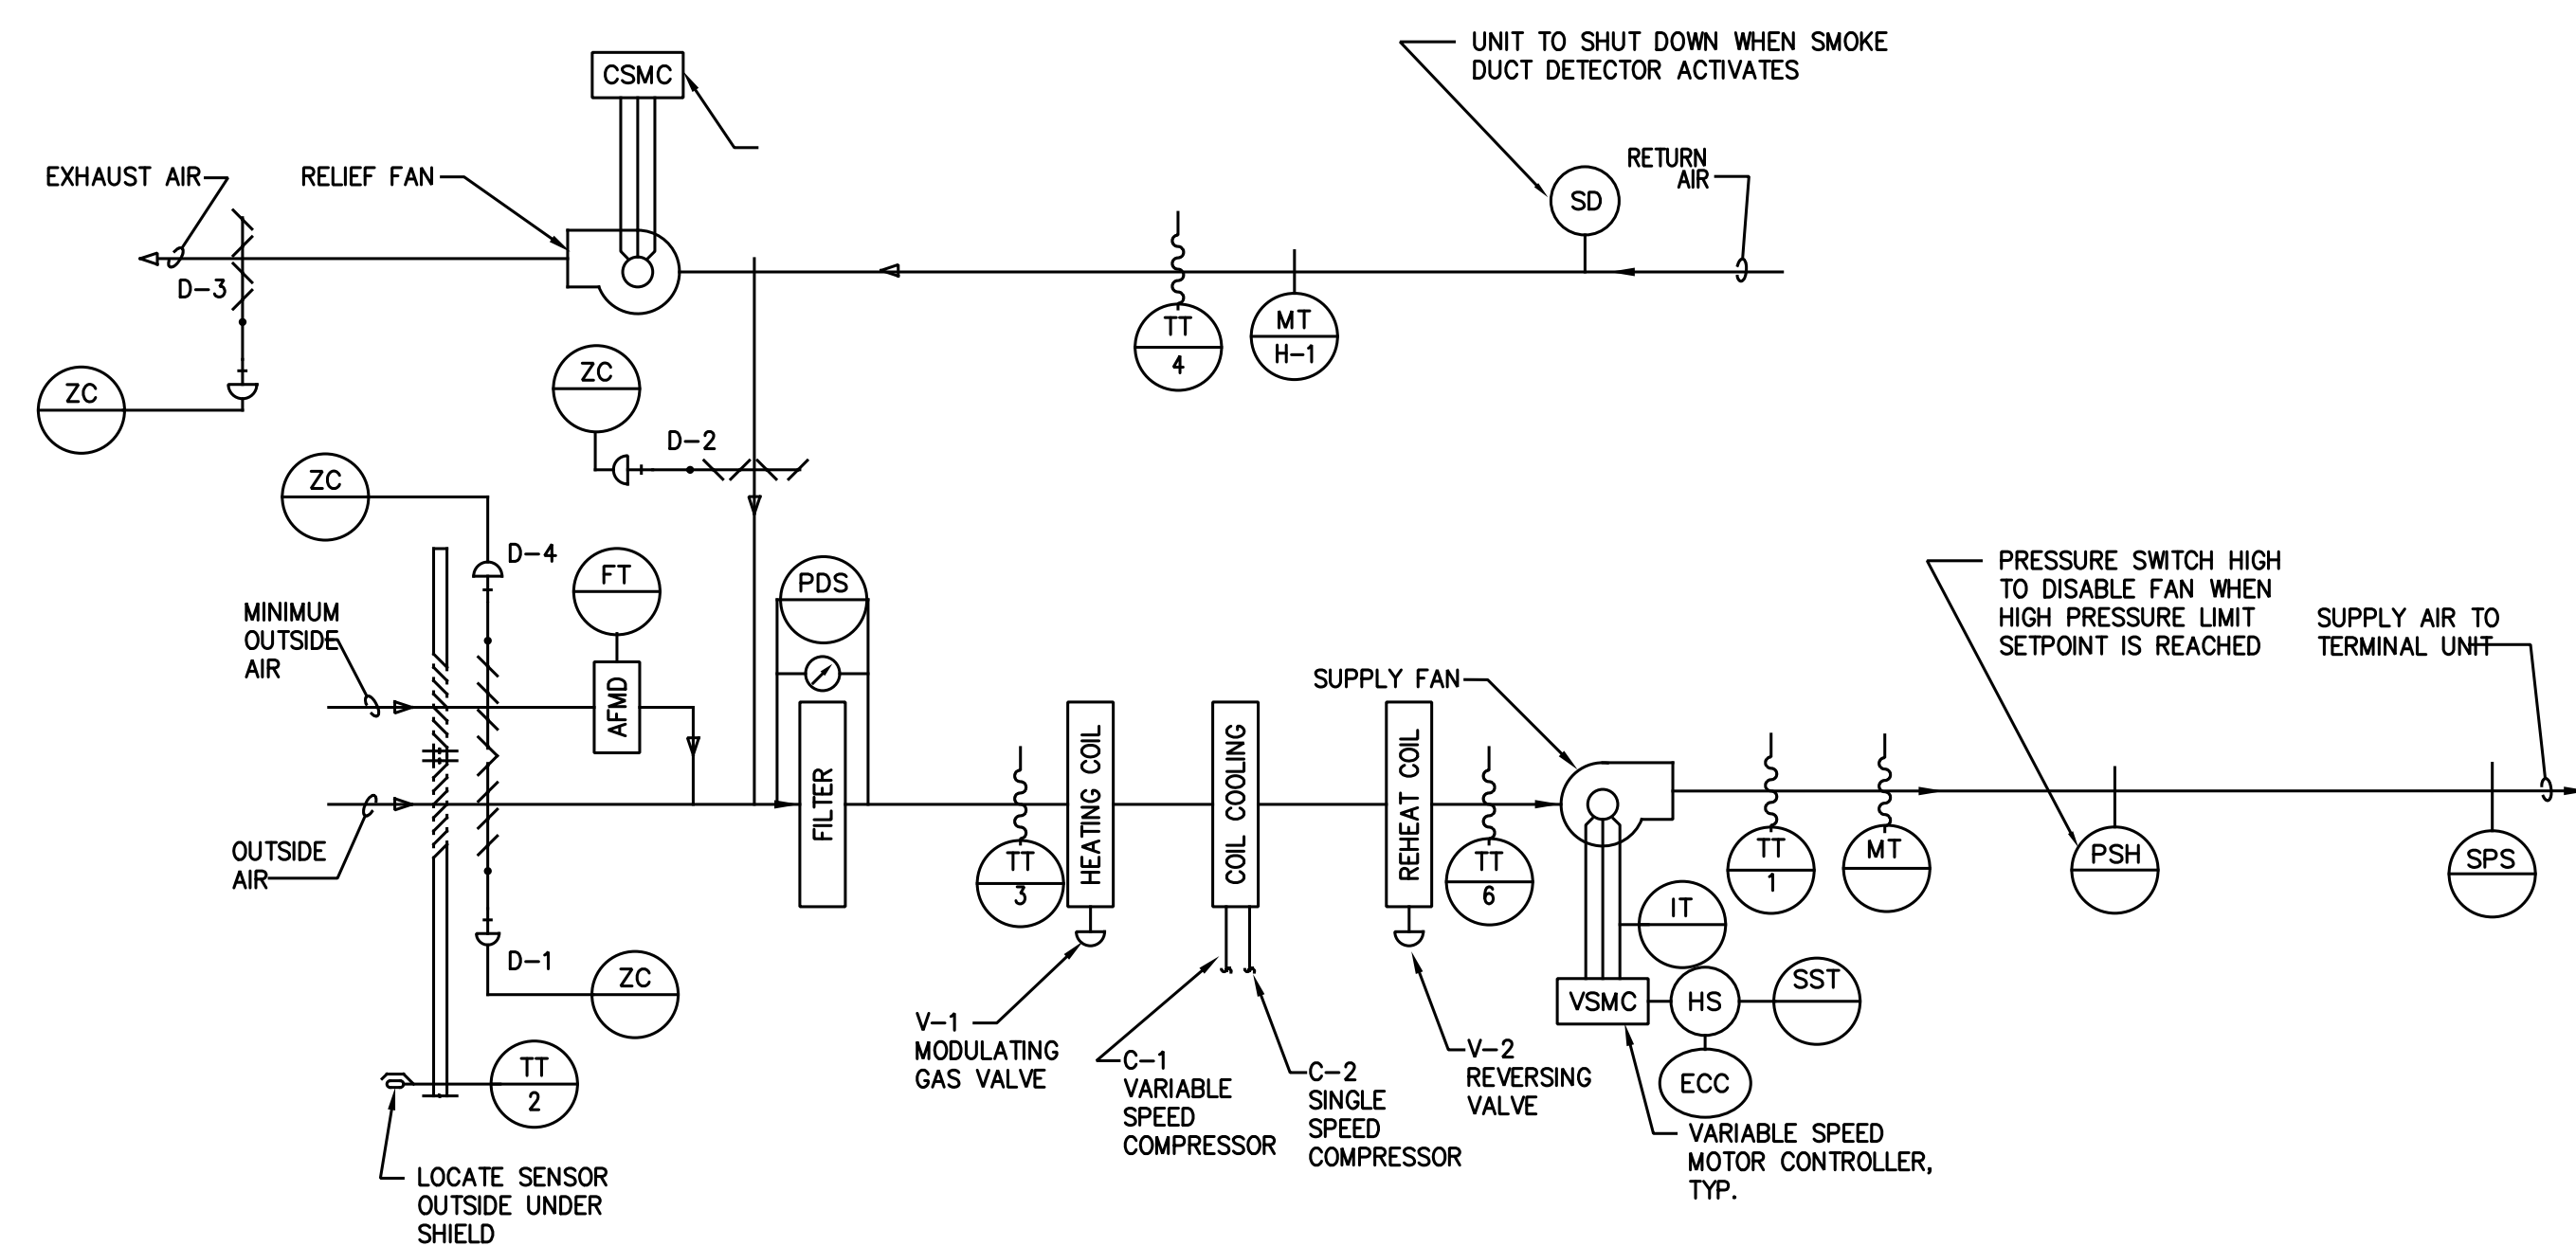 CSMC
UNIT TO SHUT DOWN WHEN SMOKE
DUCT DETECTOR ACTIVATES
RETURN
AIR
EXHAUST AIR
RELIEF FAN
SD
D-3
TT
4
MT
H-1
ZC
ZC
D-2
ZC
D-4
FT
PDS
MINIMUM
OUTSIDE
AIR
AFMD
PRESSURE SWITCH HIGH
TO DISABLE FAN WHEN
HIGH PRESSURE LIMIT
SETPOINT IS REACHED
SUPPLY AIR TO
TERMINAL UNIT
SUPPLY FAN
FILTER
HEATING COIL
COIL COOLING
REHEAT COIL
OUTSIDE
AIR
TT
3
TT
6
TT
1
MT
PSH
SPS
IT
D-1
ZC
VSMC
HS
SST
V-1
MODULATING
GAS VALVE
C-1
VARIABLE
SPEED
COMPRESSOR
C-2
SINGLE
SPEED
COMPRESSOR
V-2
REVERSING
VALVE
ECC
TT
2
VARIABLE SPEED
MOTOR CONTROLLER,
TYP.
LOCATE SENSOR
OUTSIDE UNDER
SHIELD